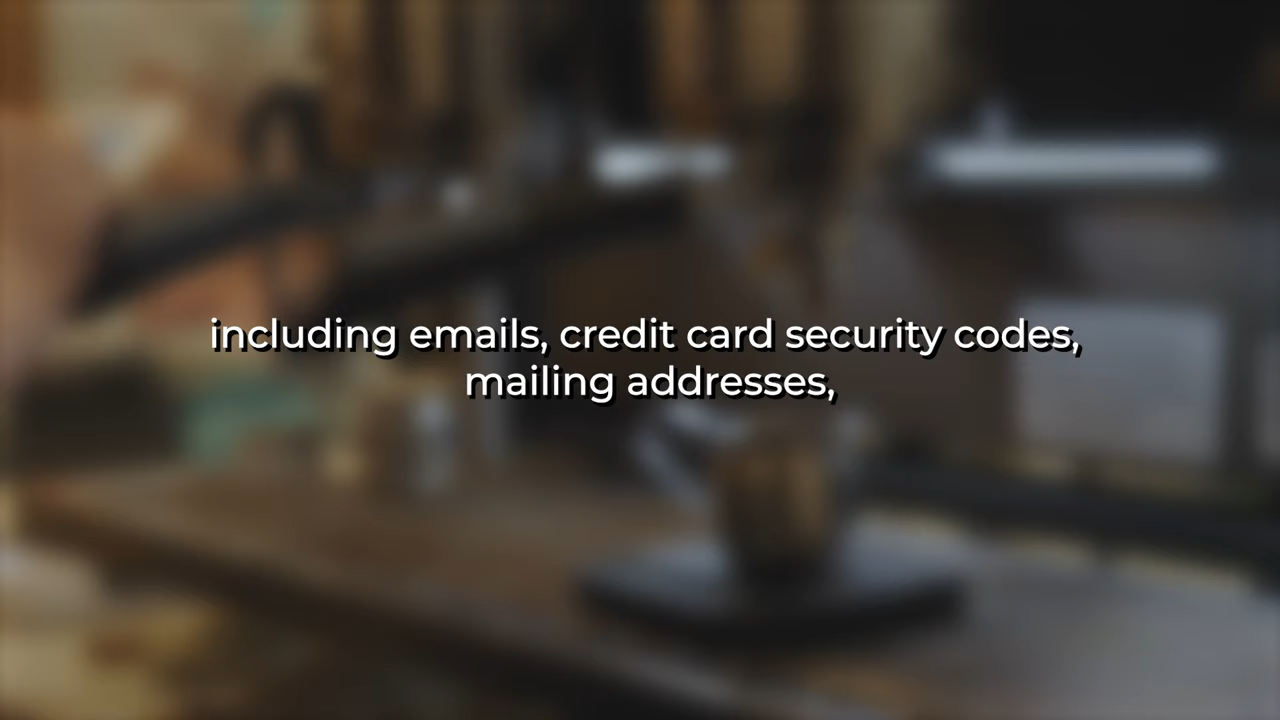 including emails, credit card security codes,
mailing addresses,